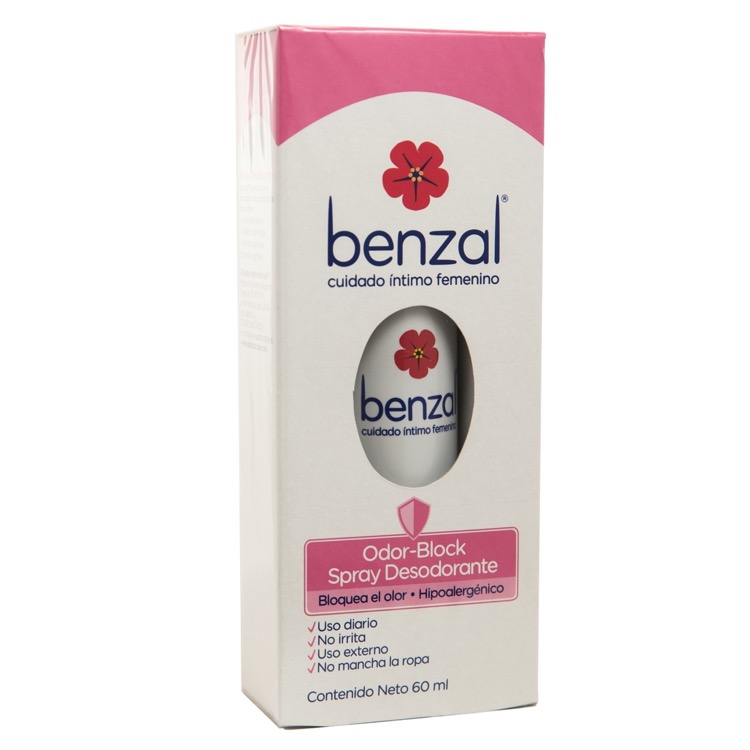 benzal®
cuidado íntimo femenino
benzal
cuidado íntimo femenino
Odor-Block
Spray Desodorante
Bloquea el olor • Hipoalergénico
✓Uso diario
✓No irrita
✓Uso externo
✓No mancha la ropa
Contenido Neto 60 ml